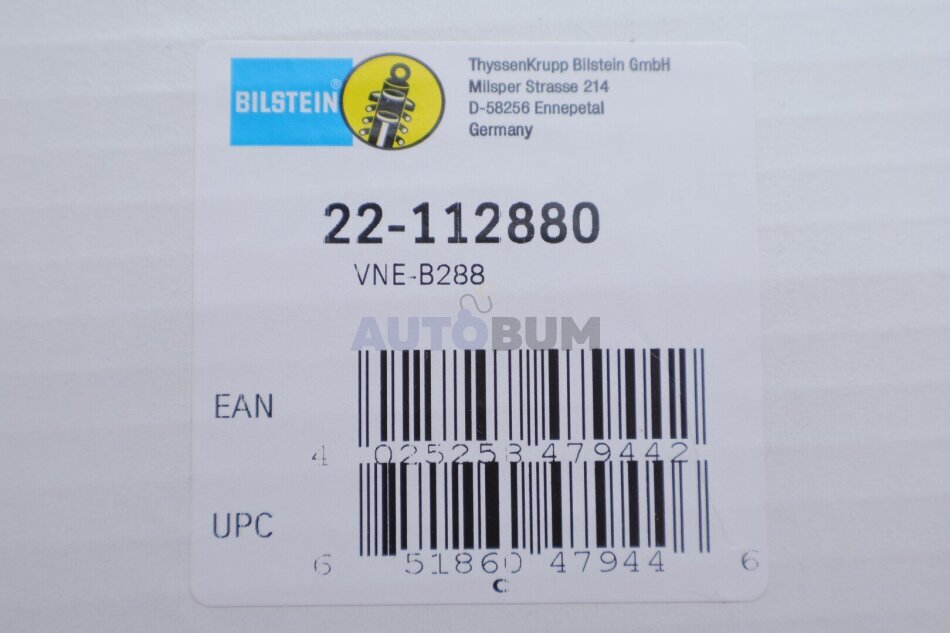 BILSTEIN®
ThyssenKrupp Bilstein GmbH
Milsper Strasse 214
D-58256 Ennepetal
Germany
22-112880
VNE-B288
AUTOBUM
EAN
4 025258 479442
UPC
6 51860 47944 6
C